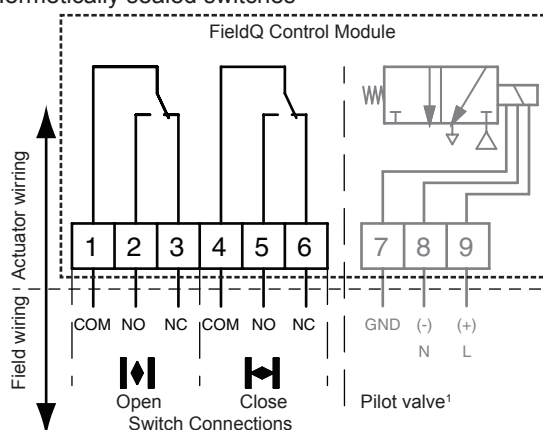 hermetically sealed switches
FieldQ Control Module
Actuator wirring
1 2 3 4 5 6 7 8 9
Field wiring
COM NO NC COM NO NC GND (-) (+)
N L
Open Close Pilot valve¹
Switch Connections